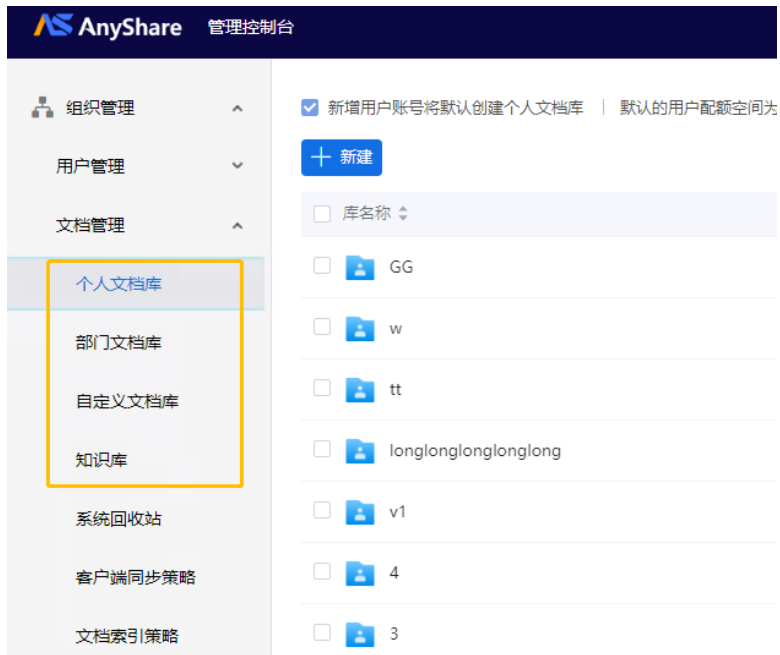 AnyShare 管理控制台
组织管理
用户管理
文档管理
个人文档库
部门文档库
自定义文档库
知识库
系统回收站
客户端同步策略
文档索引策略
新增用户账号将默认创建个人文档库 | 默认的用户配额空间为
新建
库名称
GG
w
tt
longlonglonglonglong
v1
4
3